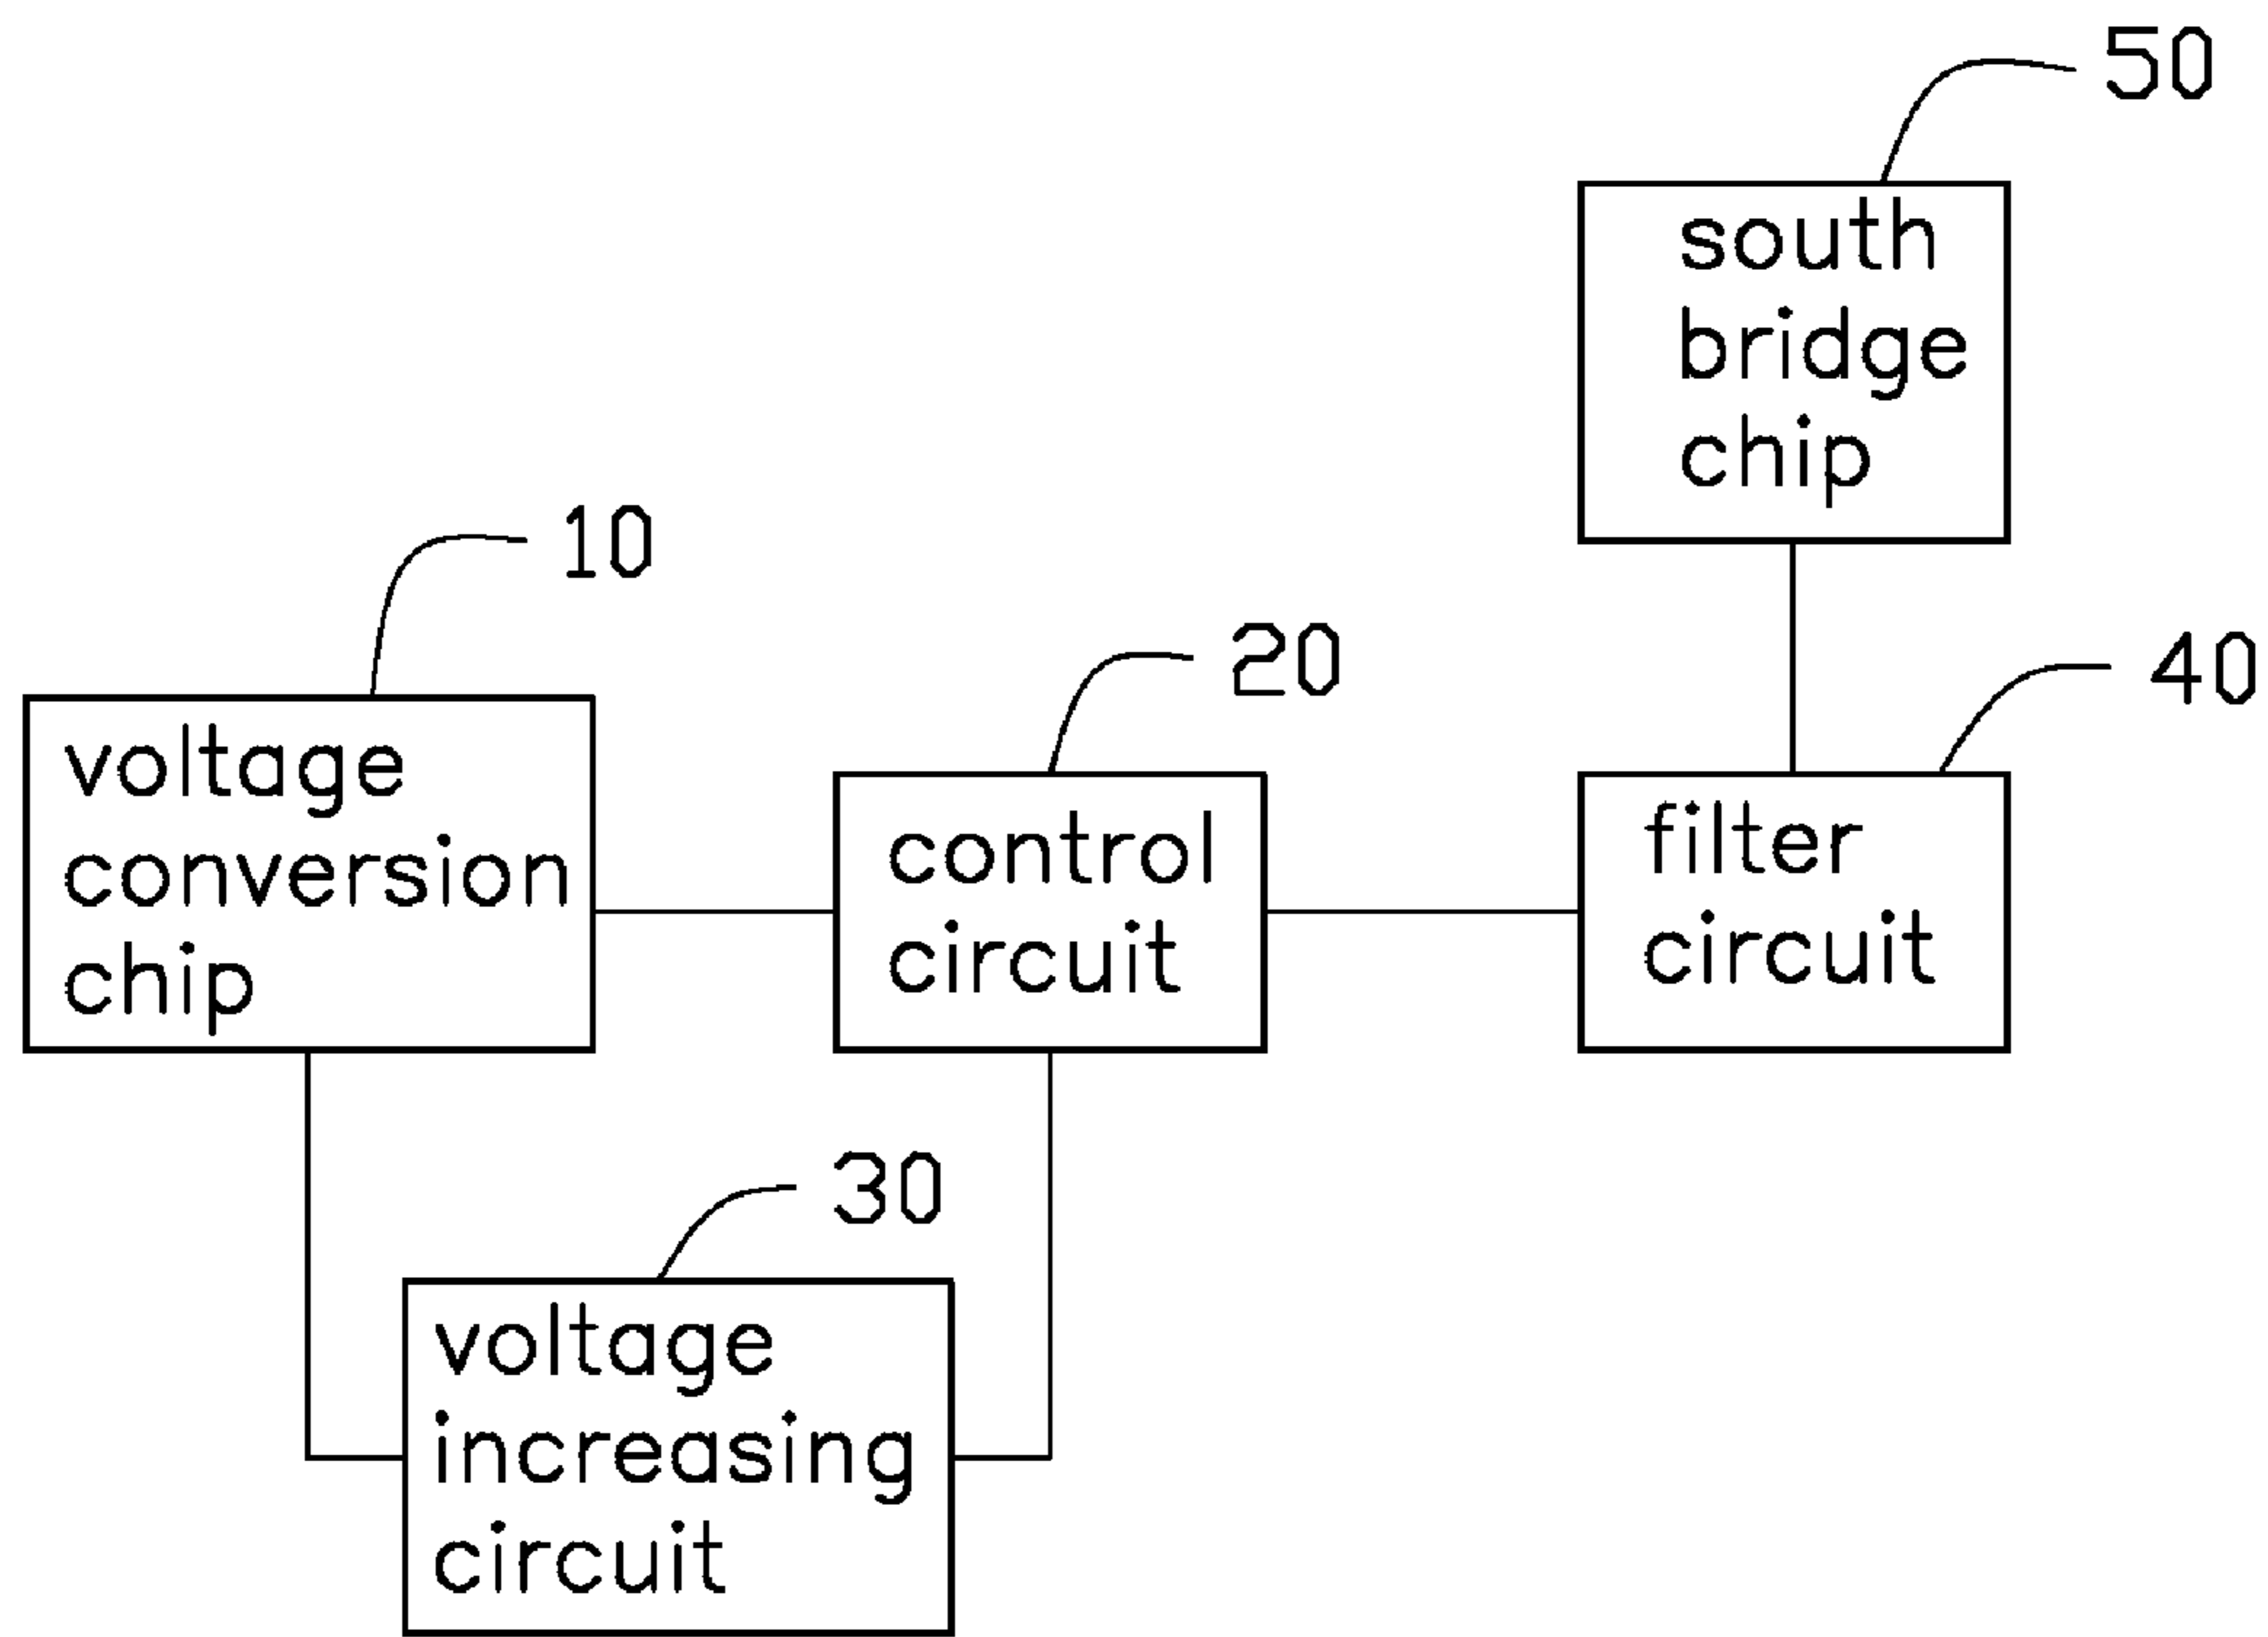 50
south
bridge
chip
10
20
40
voltage
conversion
chip
control
circuit
filter
circuit
30
voltage
increasing
circuit